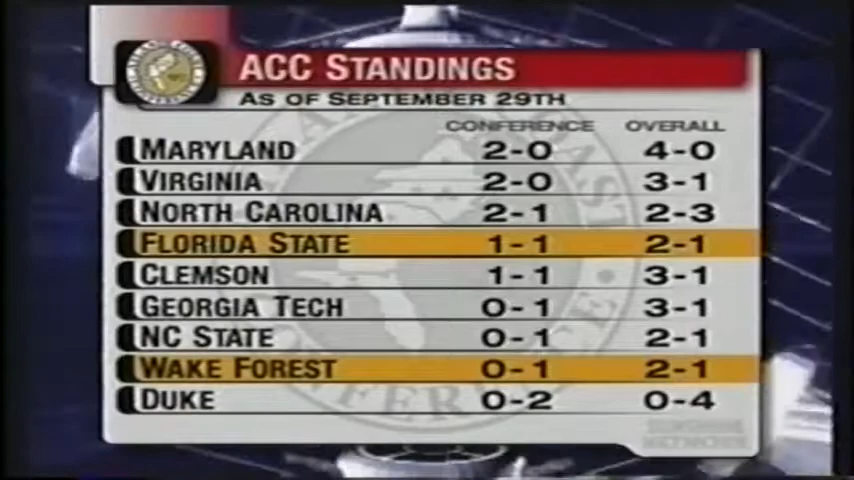 ACC STANDINGS
AS OF SEPTEMBER 29TH
CONFERENCE OVERALL
MARYLAND 2-0 4-0
VIRGINIA 2-0 3-1
NORTH CAROLINA 2-1 2-3
FLORIDA STATE 1-1 2-1
CLEMSON 1-1 3-1
GEORGIA TECH 0-1 3-1
NC STATE 0-1 2-1
WAKE FOREST 0-1 2-1
DUKE 0-2 0-4